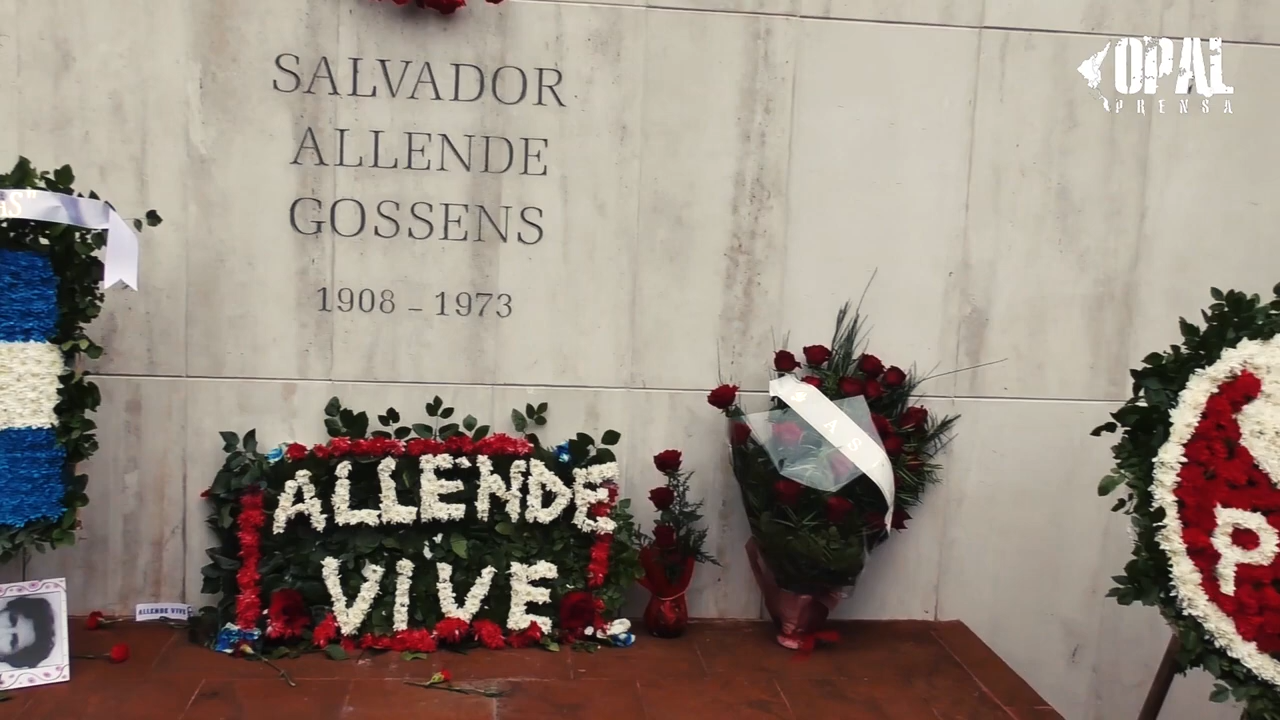 SALVADOR
ALLENDE
GOSSENS
1908 – 1973
OPAL
PRENSA
ALLENDE
VIVE
ALLENDE VIVE
P